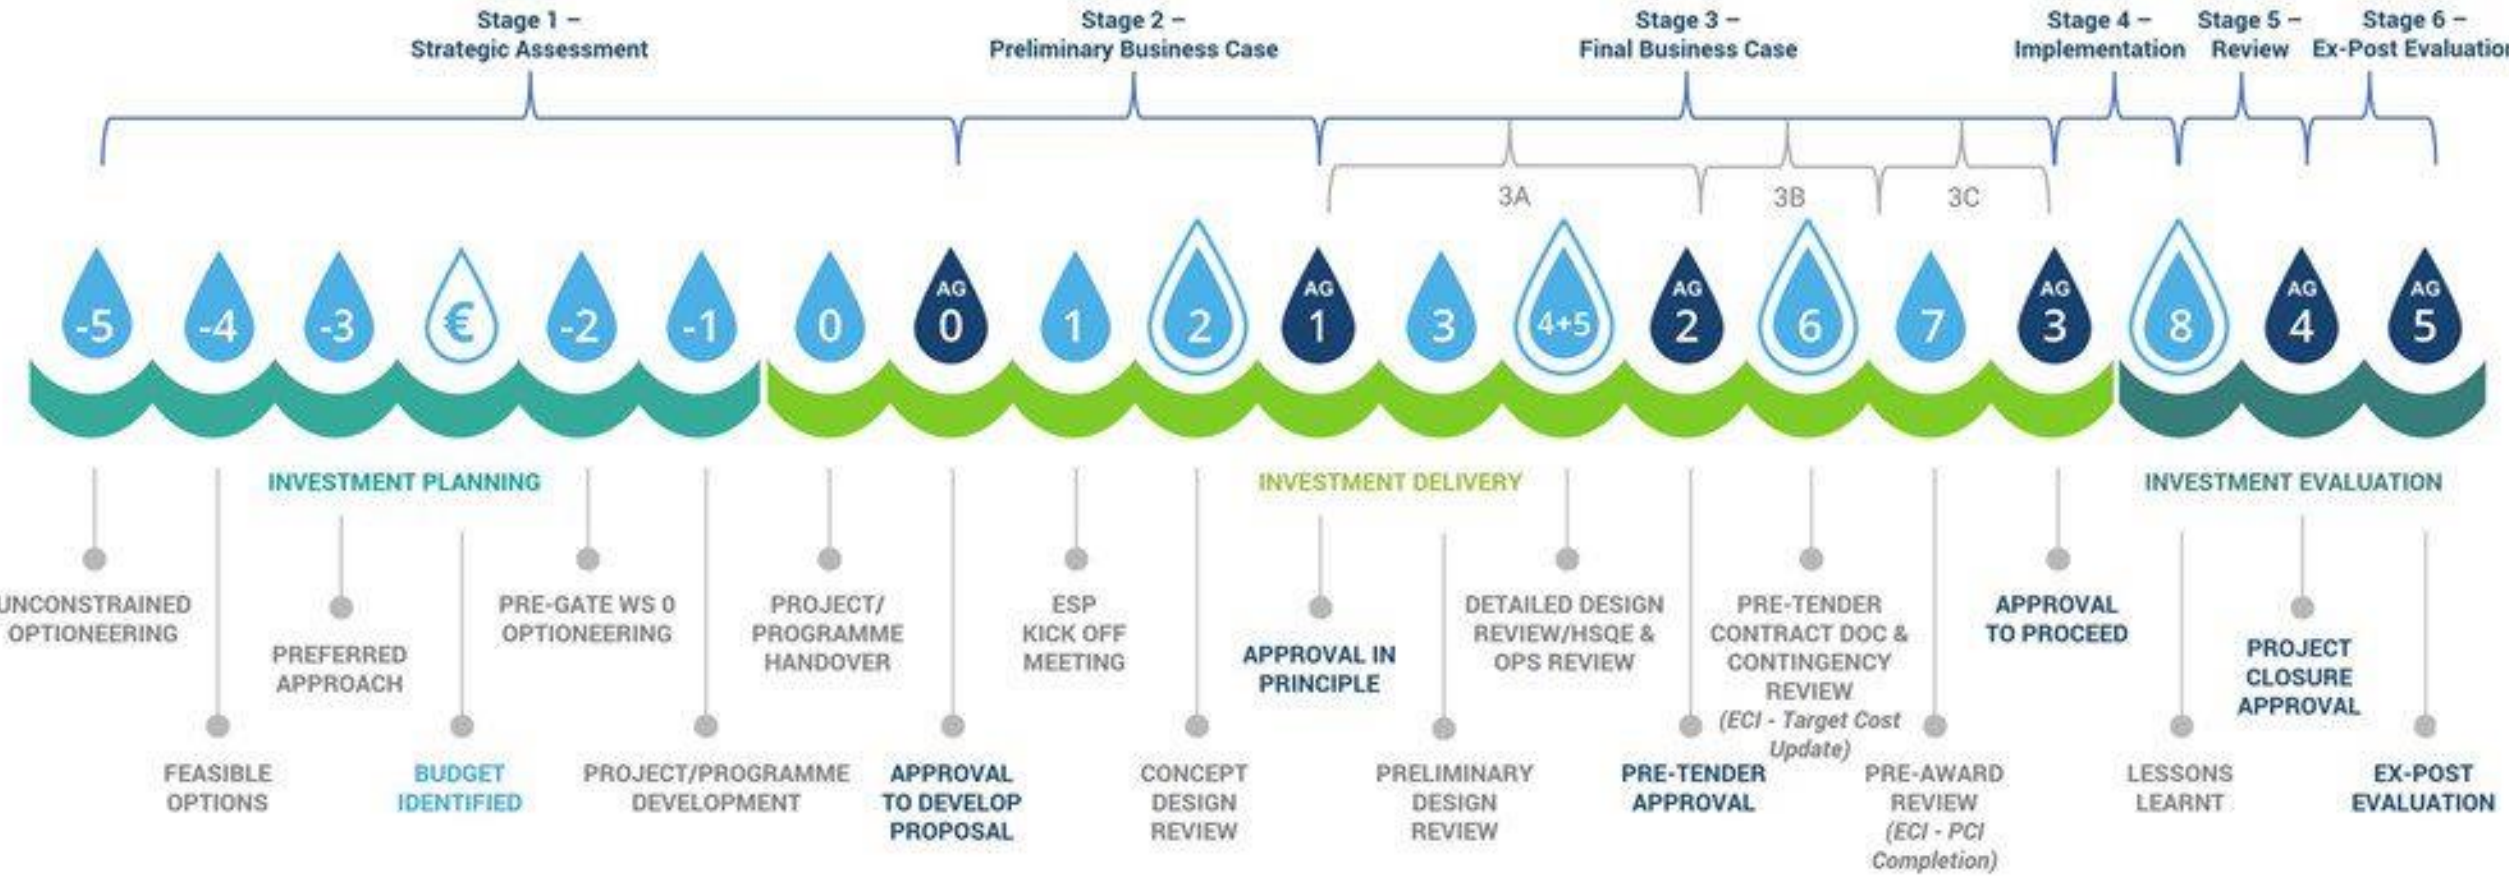 Stage 1 –
Strategic Assessment
Stage 2 –
Preliminary Business Case
Stage 3 –
Final Business Case
Stage 4 –
Implementation
Stage 5 –
Review
Stage 6 –
Ex-Post Evaluation
3A
3B
3C
-5
-4
-3
€
-2
-1
0
AG
0
1
2
AG
1
3
4+5
AG
2
6
7
AG
3
8
AG
4
AG
5
INVESTMENT PLANNING
INVESTMENT DELIVERY
INVESTMENT EVALUATION
UNCONSTRAINED
OPTIONEERING
FEASIBLE
OPTIONS
PREFERRED
APPROACH
BUDGET
IDENTIFIED
PRE-GATE WS 0
OPTIONEERING
PROJECT/PROGRAMME
DEVELOPMENT
PROJECT/
PROGRAMME
HANDOVER
APPROVAL
TO DEVELOP
PROPOSAL
ESP
KICK OFF
MEETING
CONCEPT
DESIGN
REVIEW
APPROVAL IN
PRINCIPLE
PRELIMINARY
DESIGN
REVIEW
DETAILED DESIGN
REVIEW/HSQE &
OPS REVIEW
PRE-TENDER
APPROVAL
PRE-TENDER
CONTRACT DOC &
CONTINGENCY
REVIEW
(ECI - Target Cost
Update)
PRE-AWARD
REVIEW
(ECI - PCI
Completion)
APPROVAL
TO PROCEED
LESSONS
LEARNT
PROJECT
CLOSURE
APPROVAL
EX-POST
EVALUATION